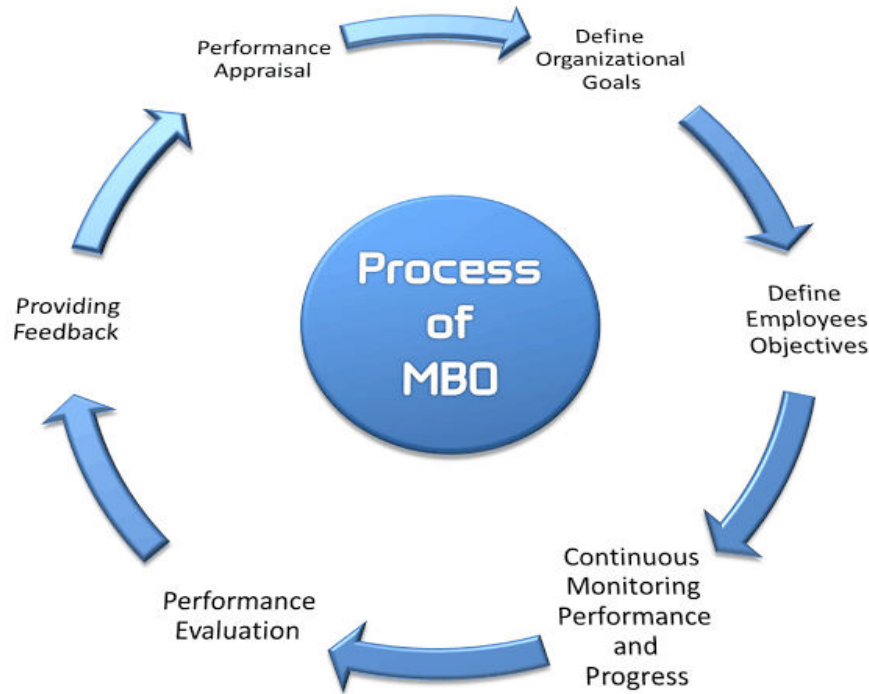 Process
of
MBO
Define
Organizational
Goals
Define
Employees
Objectives
Continuous
Monitoring
Performance
and
Progress
Performance
Evaluation
Providing
Feedback
Performance
Appraisal